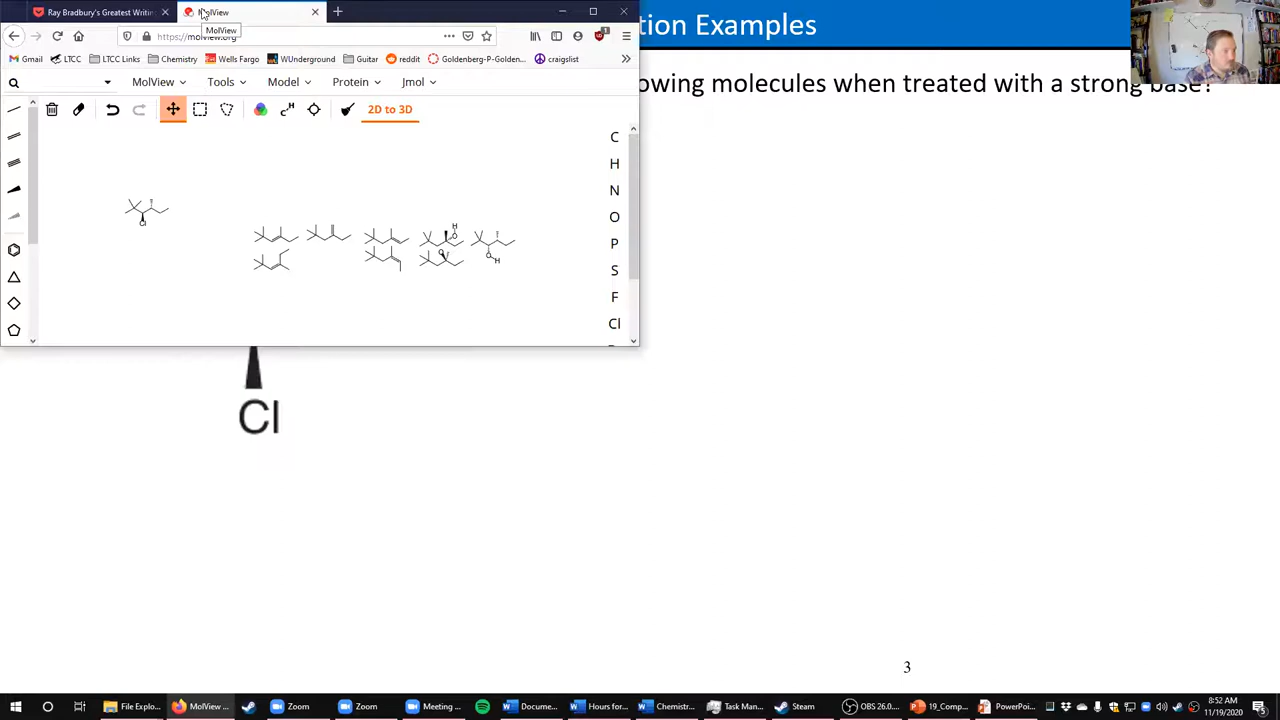 Ray Bradbury's Greatest Writin
MolView
tion Examples
https://molview.org
MolView
1
Gmail LTCC LTCC Links Chemistry Wells Fargo WUnderground Guitar reddit Goldenberg-P-Golden... craigslist
owing molecules when treated with a strong base?
MolView Tools Model Protein Jmol
2D to 3D
C
H
N
O
P
S
F
Cl
Cl
H
O
O
O
H
Cl
3
File Explo... MolView ... Zoom Zoom Meeting ... Docume... Hours for... Chemistr... Task Man... Steam OBS 26.0.... 19_Comp... PowerPoi...
8:52 AM
11/19/2020